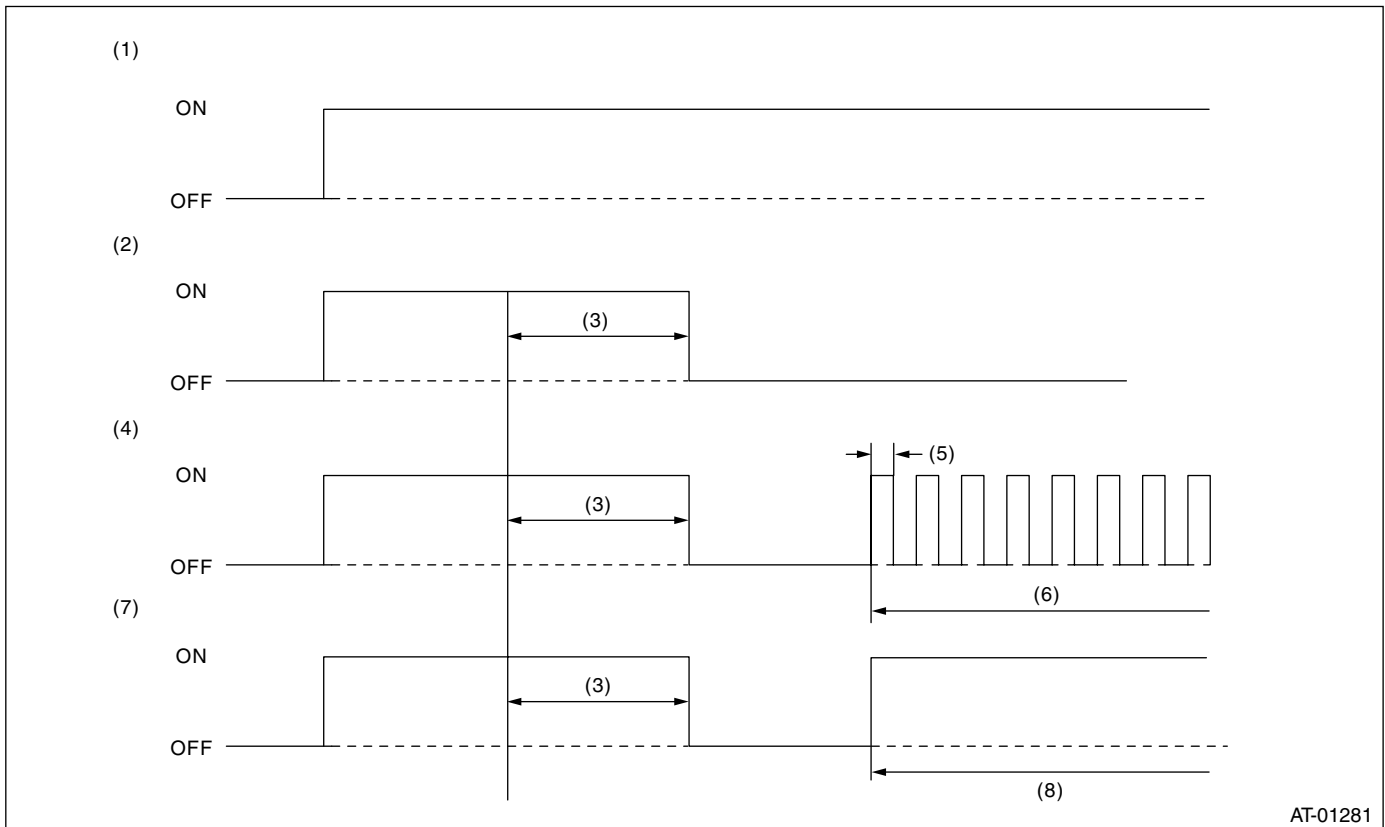 (1)
ON
OFF
(2)
ON
(3)
OFF
(4)
ON
(5)
(3)
OFF
(6)
(7)
ON
(3)
OFF
(8)
AT-01281